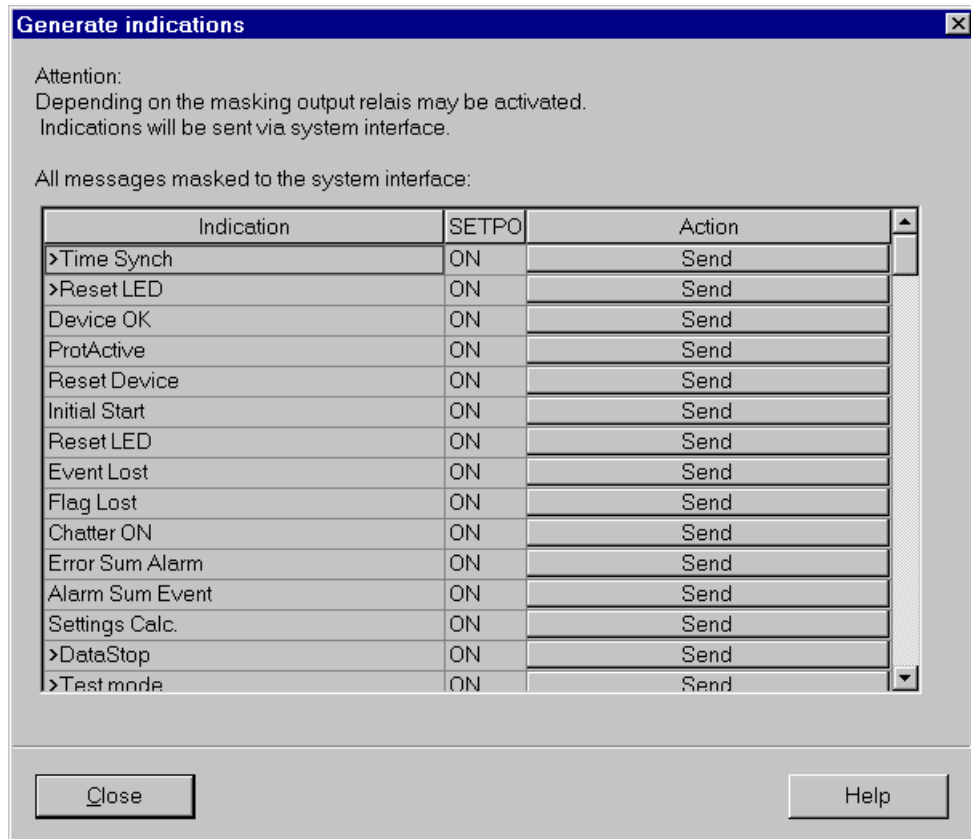 Generate indications
Attention:
Depending on the masking output relais may be activated.
Indications will be sent via system interface.
All messages masked to the system interface:
Indication SETPO Action
>Time Synch ON Send
>Reset LED ON Send
Device OK ON Send
ProtActive ON Send
Reset Device ON Send
Initial Start ON Send
Reset LED ON Send
Event Lost ON Send
Flag Lost ON Send
Chatter ON ON Send
Error Sum Alarm ON Send
Alarm Sum Event ON Send
Settings Calc. ON Send
>DataStop ON Send
>Test mode ON Send
Close Help